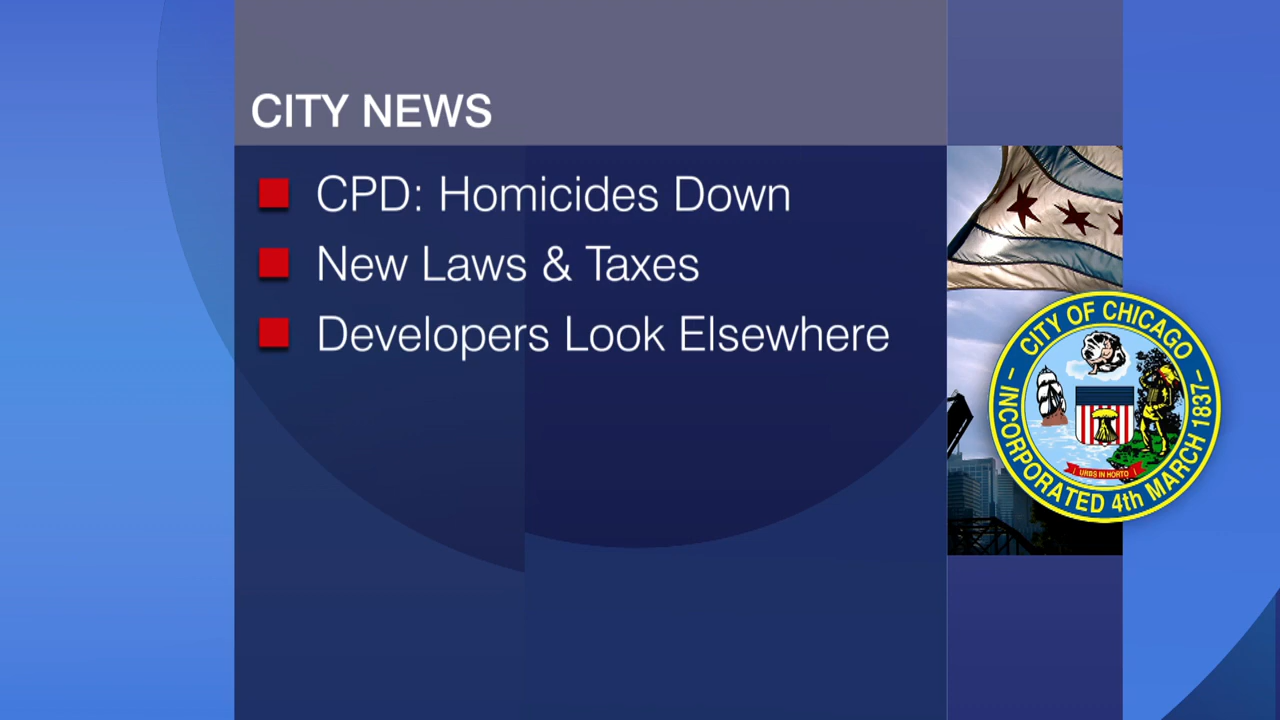 CITY NEWS
CPD: Homicides Down
New Laws & Taxes
Developers Look Elsewhere
CITY OF CHICAGO
INCORPORATED 4th MARCH 1837
URBS IN HORTO